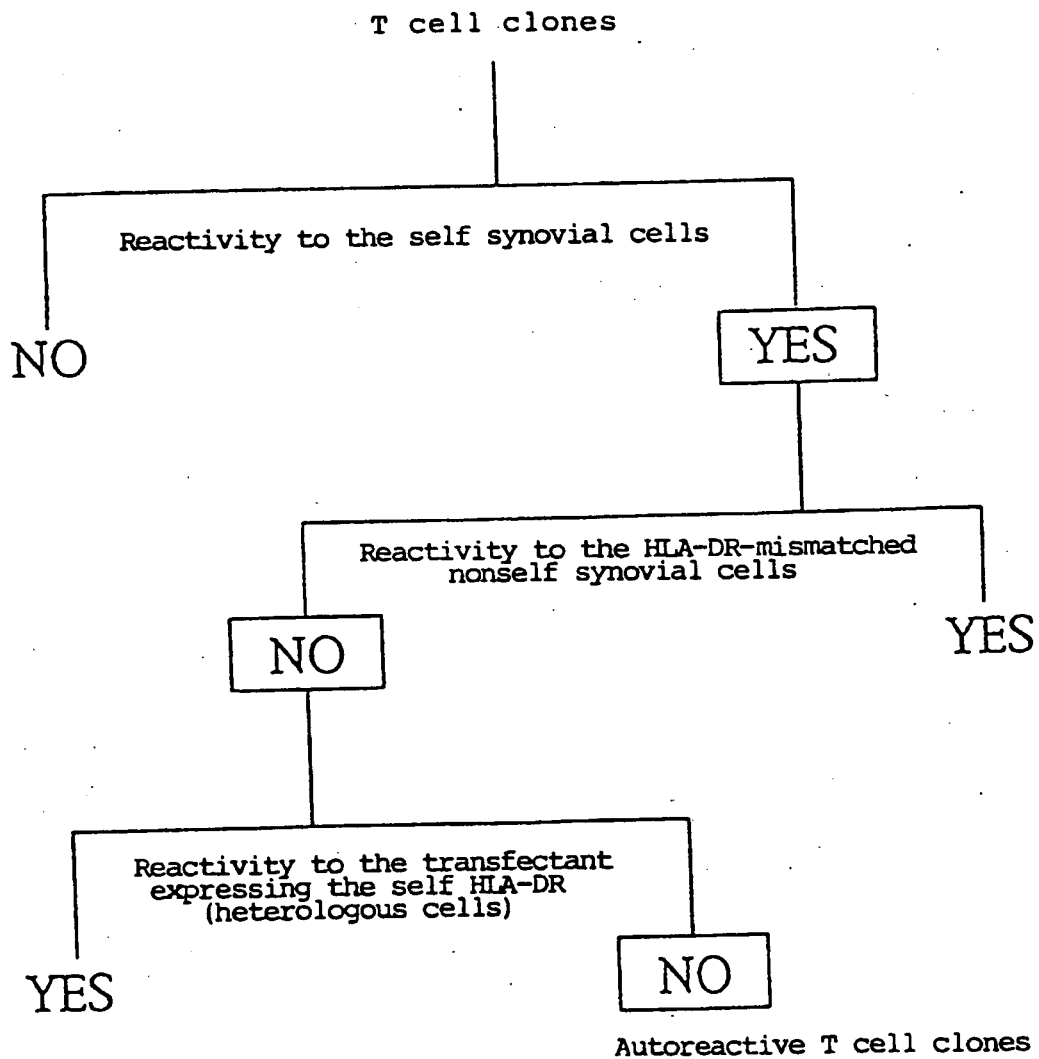 T cell clones
Reactivity to the self synovial cells
NO
YES
Reactivity to the HLA-DR-mismatched
nonself synovial cells
NO
YES
Reactivity to the transfectant
expressing the self HLA-DR
(heterologous cells)
YES
NO
Autoreactive T cell clones